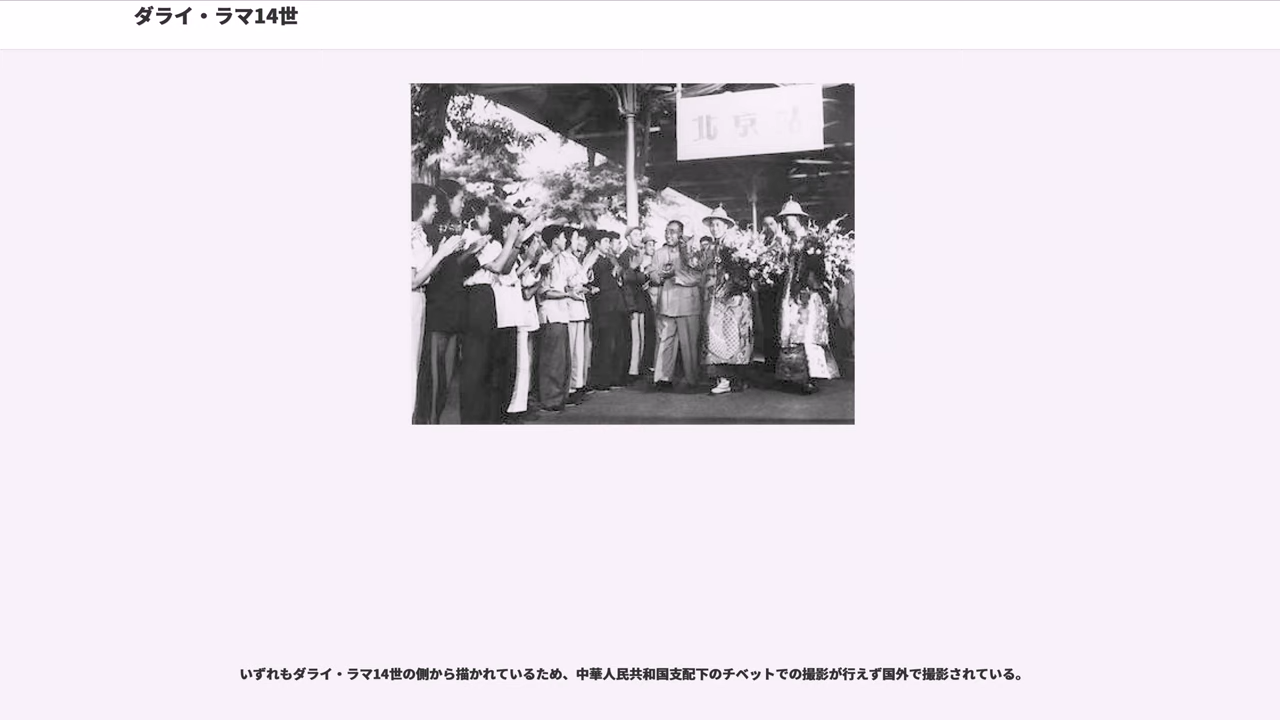 ダライ・ラマ14世
北京站
いずれもダライ・ラマ14世の側から描かれているため、中華人民共和国支配下のチベットでの撮影が行えず国外で撮影されている。